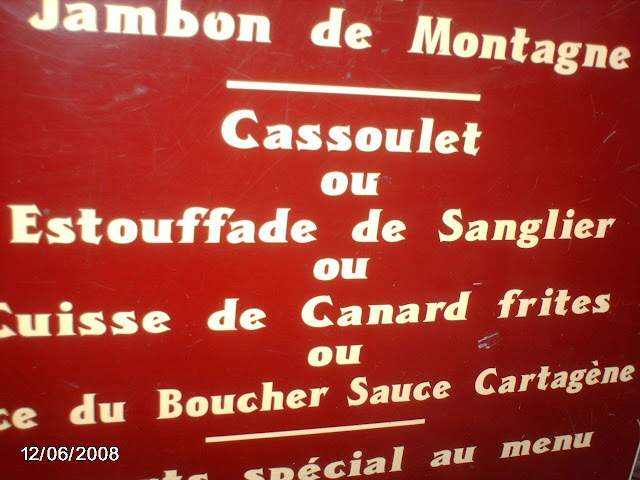 Jambon de Montagne
Cassoulet
ou
Estouffade de Sanglier
ou
Cuisse de Canard frites
ou
du Boucher Sauce Cartagène
spécial au menu
12/06/2008